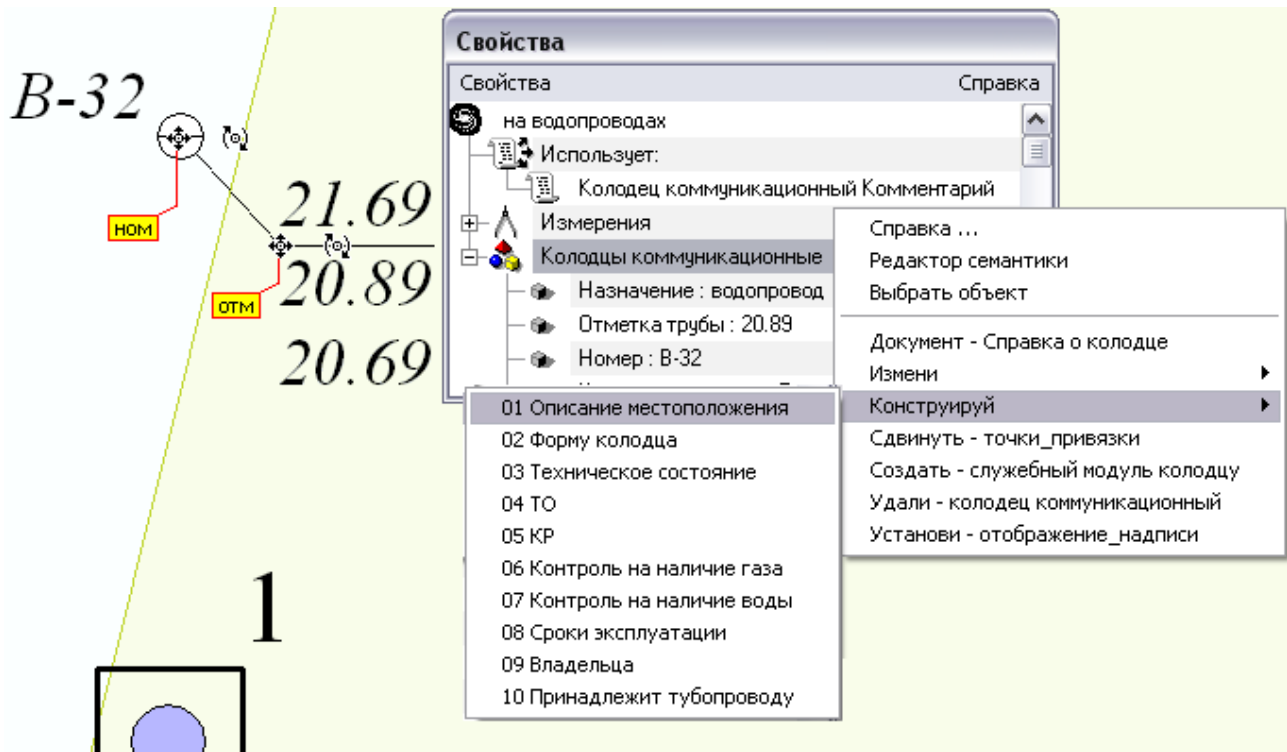 В-32
ном
21.69
отм
20.89
20.69
1
Свойства
Свойства
Справка
на водопроводах
Использует:
Колодец коммуникационный Комментарий
Измерения
Колодцы коммуникационные
Назначение : водопровод
Отметка трубы : 20.89
Номер : В-32
Справка ...
Редактор семантики
Выбрать объект
Документ - Справка о колодце
Измени
Конструируй
Сдвинуть - точки_привязки
Создать - служебный модуль колодцу
Удали - колодец коммуникационный
Установи - отображение_надписи
01 Описание местоположения
02 Форму колодца
03 Техническое состояние
04 ТО
05 КР
06 Контроль на наличие газа
07 Контроль на наличие воды
08 Сроки эксплуатации
09 Владельца
10 Принадлежит тубопроводу